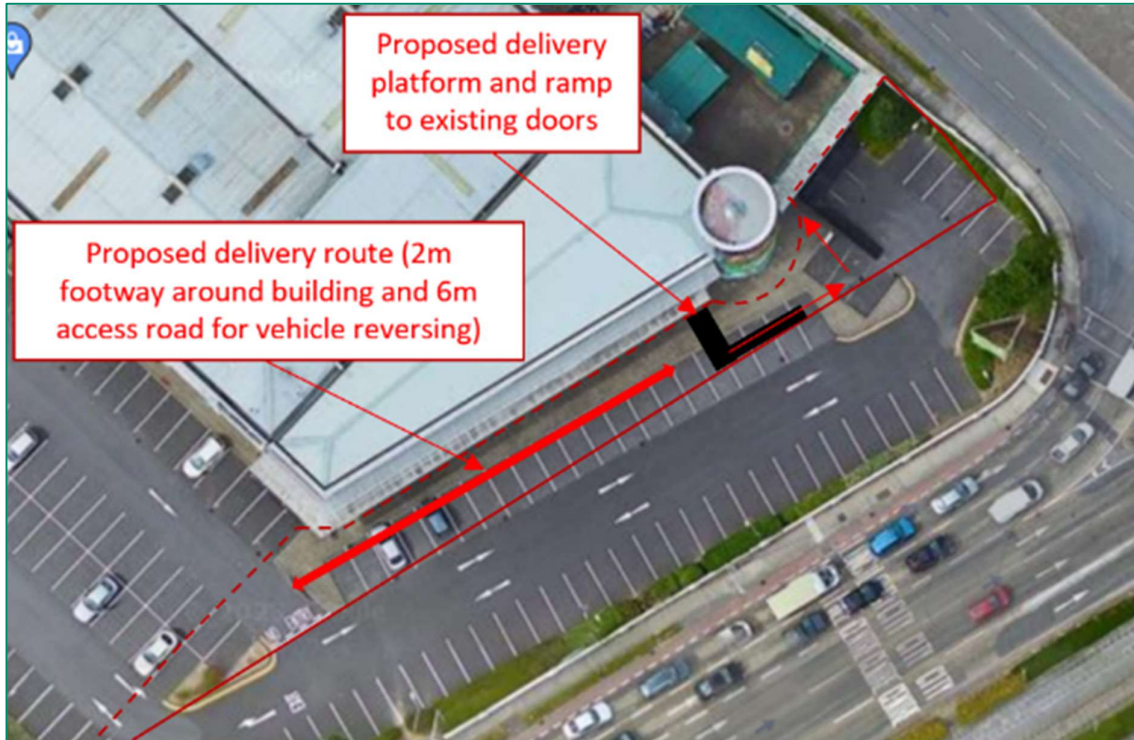 Proposed delivery
platform and ramp
to existing doors
Proposed delivery route (2m
footway around building and 6m
access road for vehicle reversing)